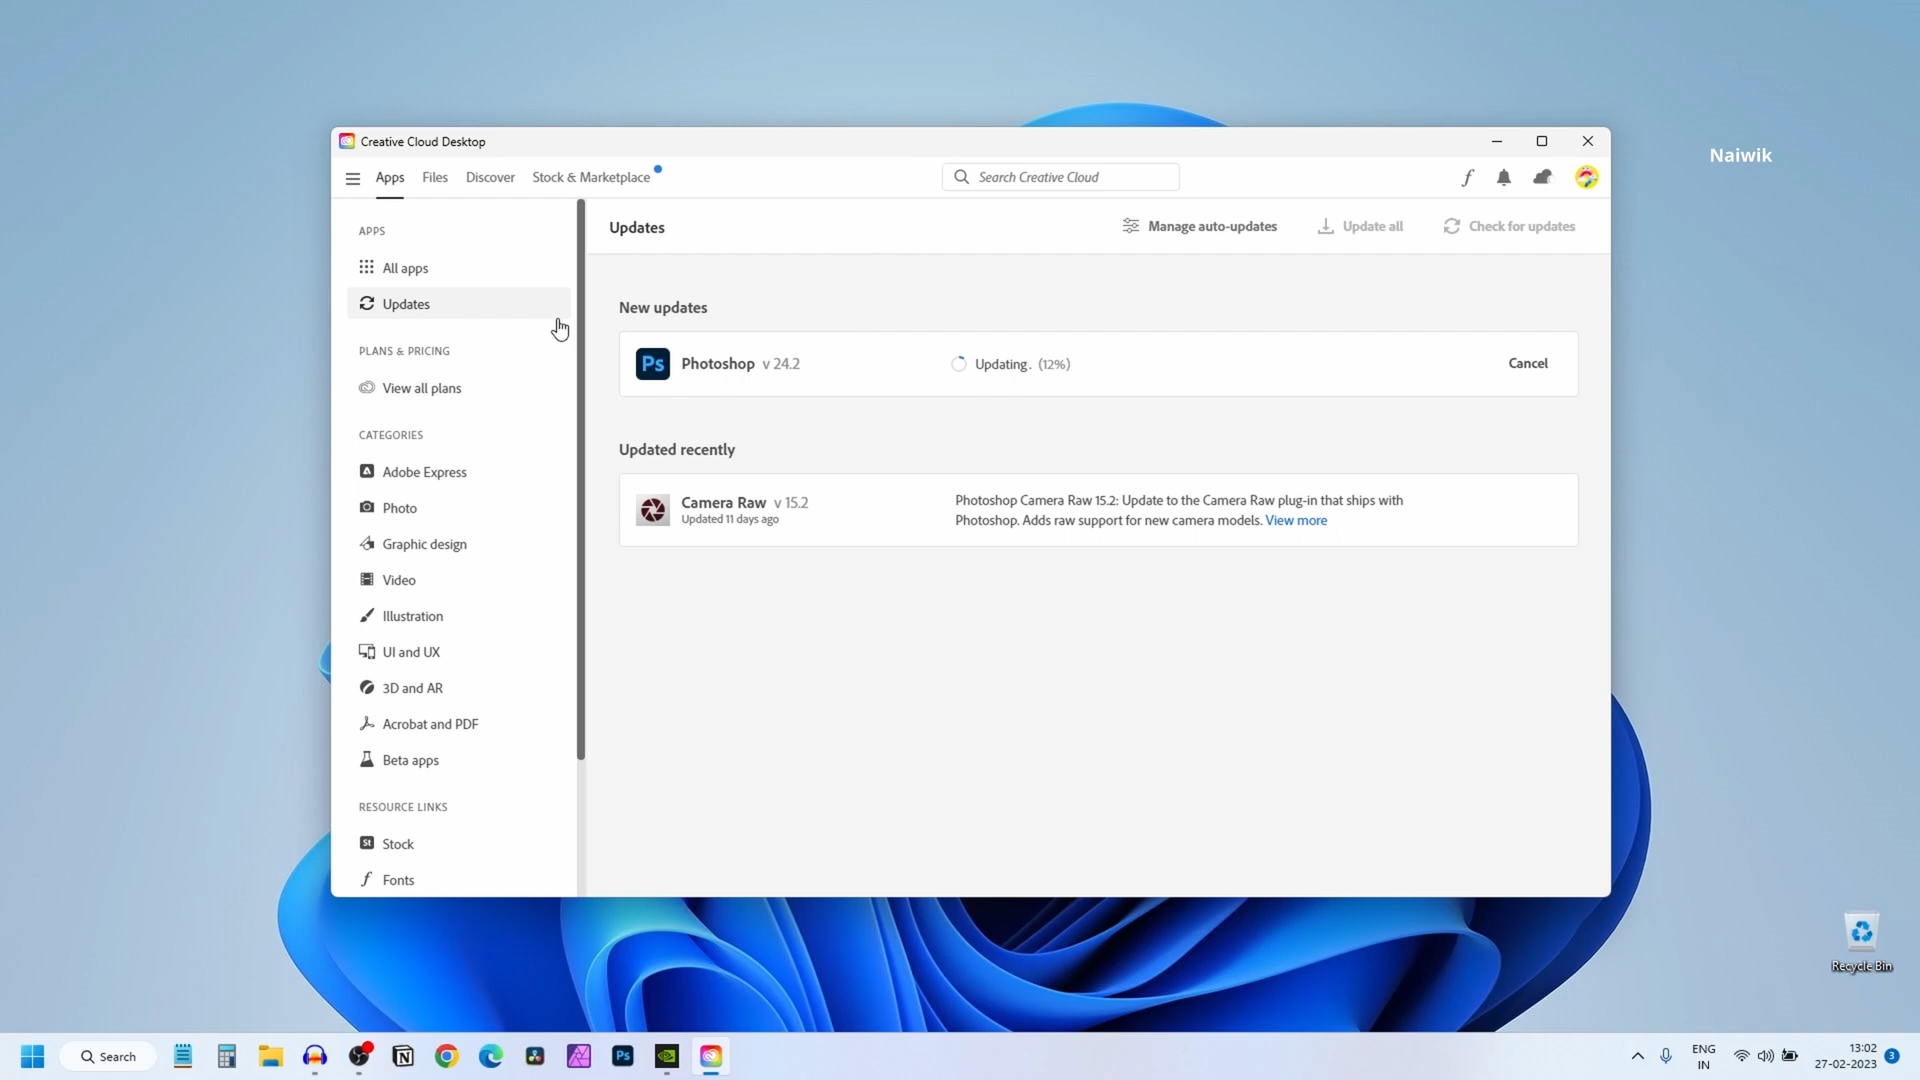 Creative Cloud Desktop
Naiwik
Apps Files Discover Stock & Marketplace
Search Creative Cloud
APPS
All apps
Updates
PLANS & PRICING
View all plans
CATEGORIES
Adobe Express
Photo
Graphic design
Video
Illustration
UI and UX
3D and AR
Acrobat and PDF
Beta apps
RESOURCE LINKS
St Stock
Fonts
Updates
Manage auto-updates Update all Check for updates
New updates
Ps Photoshop v 24.2 Updating. (12%) Cancel
Updated recently
Camera Raw v 15.2
Updated 11 days ago
Photoshop Camera Raw 15.2: Update to the Camera Raw plug-in that ships with
Photoshop. Adds raw support for new camera models. View more
Recycle Bin
Search
Ps
ENG
IN
13:02
27-02-2023
3